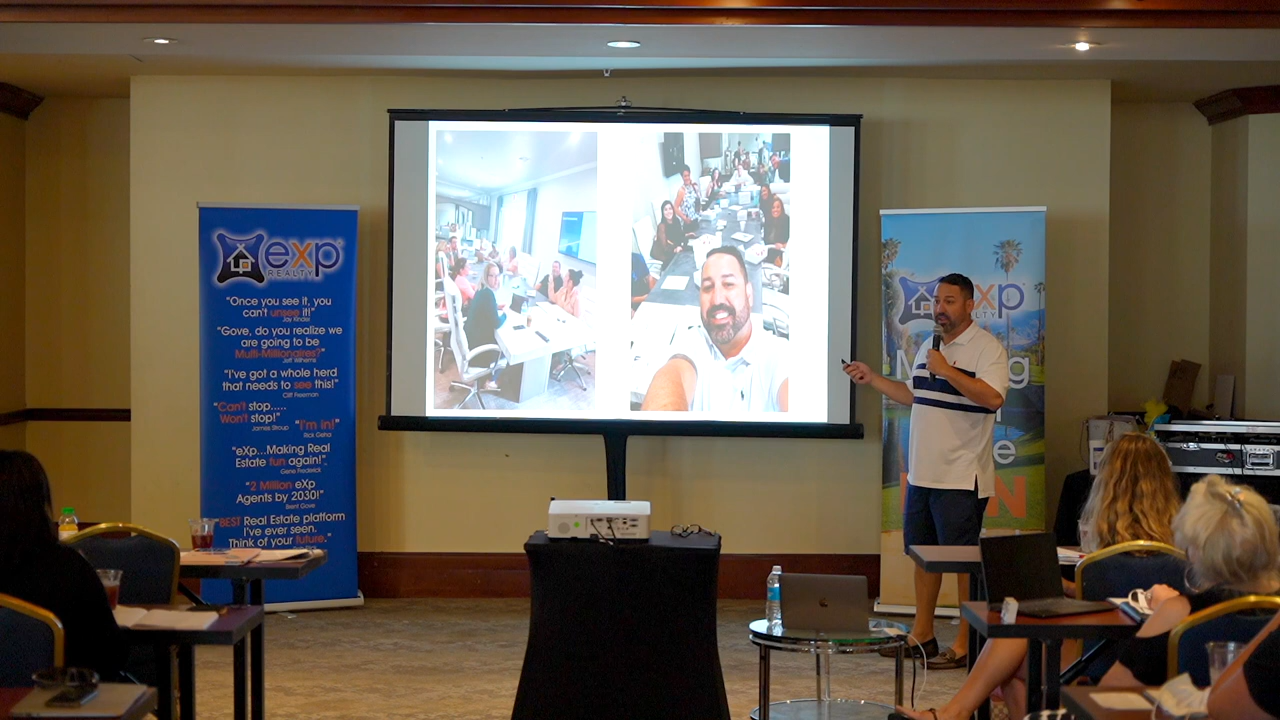 eXp
REALTY
“Once you see it, you
can't unsee it!”
Jay Kinder
“Gove, do you realize we
are going to be
Multi-Millionaires?”
Jeff Wilhems
“I've got a whole herd
that needs to see this!”
Cliff Freeman
“Can't stop.....
Won't stop!”
James Stroup
“I'm in!”
Rick Geha
“eXp...Making Real
Estate fun again!”
Gene Frederick
“2 Million eXp
Agents by 2030!”
Brent Gove
“BEST Real Estate platform
I've ever seen.
Think of your future.”
exp